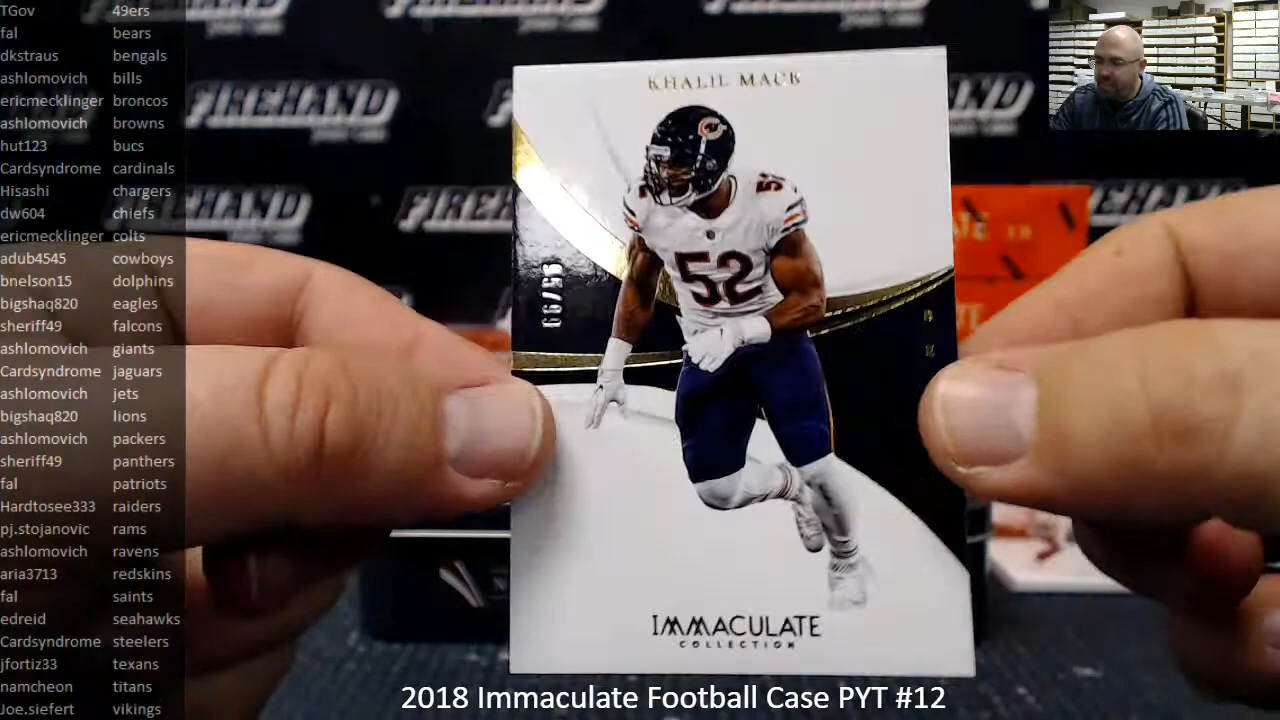 TGov 49ers
fal bears
dkstraus bengals
ashlomovich bills
ericmecklinger broncos
ashlomovich browns
hut123 bucs
Cardsyndrome cardinals
Hisashi chargers
dw604 chiefs
ericmecklinger colts
adub4545 cowboys
bnelson15 dolphins
bigshaq820 eagles
sheriff49 falcons
ashlomovich giants
Cardsyndrome jaguars
ashlomovich jets
bigshaq820 lions
ashlomovich packers
sheriff49 panthers
fal patriots
Hardtosee333 raiders
pj.stojanovic rams
ashlomovich ravens
aria3713 redskins
fal saints
edreid seahawks
Cardsyndrome steelers
jfortiz33 texans
namcheon titans
Joe.siefert vikings
FIREHAND
FIREHAND
KHALIL MACK
52
IMMACULATE
COLLECTION
2018 Immaculate Football Case PYT #12